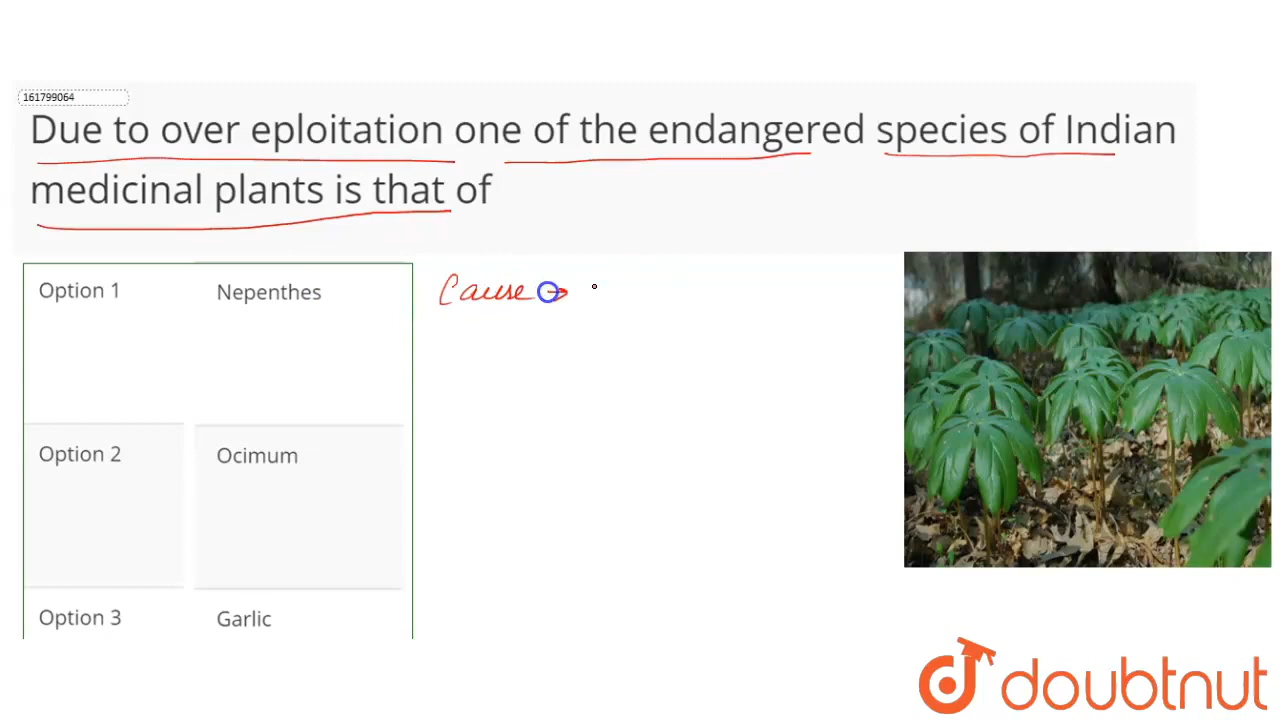 161799064
Due to over eploitation one of the endangered species of Indian
medicinal plants is that of
Option 1 Nepenthes
Cause →
Option 2 Ocimum
Option 3 Garlic
doubtnut